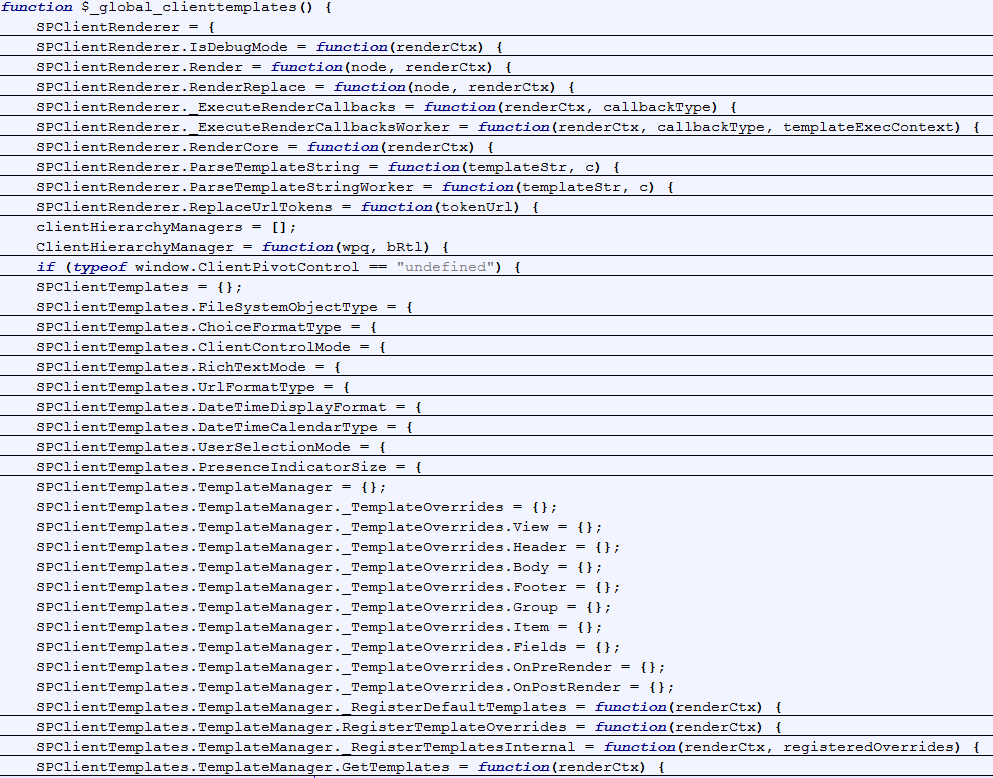 function $_global_clienttemplates() {
SPClientRenderer = {
SPClientRenderer.IsDebugMode = function(renderCtx) {
SPClientRenderer.Render = function(node, renderCtx) {
SPClientRenderer.RenderReplace = function(node, renderCtx) {
SPClientRenderer._ExecuteRenderCallbacks = function(renderCtx, callbackType) {
SPClientRenderer._ExecuteRenderCallbacksWorker = function(renderCtx, callbackType, templateExecContext) {
SPClientRenderer.RenderCore = function(renderCtx) {
SPClientRenderer.ParseTemplateString = function(templateStr, c) {
SPClientRenderer.ParseTemplateStringWorker = function(templateStr, c) {
SPClientRenderer.ReplaceUrlTokens = function(tokenUrl) {
clientHierarchyManagers = [];
ClientHierarchyManager = function(wpq, bRtl) {
if (typeof window.ClientPivotControl == "undefined") {
SPClientTemplates = {};
SPClientTemplates.FileSystemObjectType = {
SPClientTemplates.ChoiceFormatType = {
SPClientTemplates.ClientControlMode = {
SPClientTemplates.RichTextMode = {
SPClientTemplates.UrlFormatType = {
SPClientTemplates.DateTimeDisplayFormat = {
SPClientTemplates.DateTimeCalendarType = {
SPClientTemplates.UserSelectionMode = {
SPClientTemplates.PresenceIndicatorSize = {
SPClientTemplates.TemplateManager = {};
SPClientTemplates.TemplateManager._TemplateOverrides = {};
SPClientTemplates.TemplateManager._TemplateOverrides.View = {};
SPClientTemplates.TemplateManager._TemplateOverrides.Header = {};
SPClientTemplates.TemplateManager._TemplateOverrides.Body = {};
SPClientTemplates.TemplateManager._TemplateOverrides.Footer = {};
SPClientTemplates.TemplateManager._TemplateOverrides.Group = {};
SPClientTemplates.TemplateManager._TemplateOverrides.Item = {};
SPClientTemplates.TemplateManager._TemplateOverrides.Fields = {};
SPClientTemplates.TemplateManager._TemplateOverrides.OnPreRender = {};
SPClientTemplates.TemplateManager._TemplateOverrides.OnPostRender = {};
SPClientTemplates.TemplateManager._RegisterDefaultTemplates = function(renderCtx) {
SPClientTemplates.TemplateManager.RegisterTemplateOverrides = function(renderCtx) {
SPClientTemplates.TemplateManager._RegisterTemplatesInternal = function(renderCtx, registeredOverrides) {
SPClientTemplates.TemplateManager.GetTemplates = function(renderCtx) {